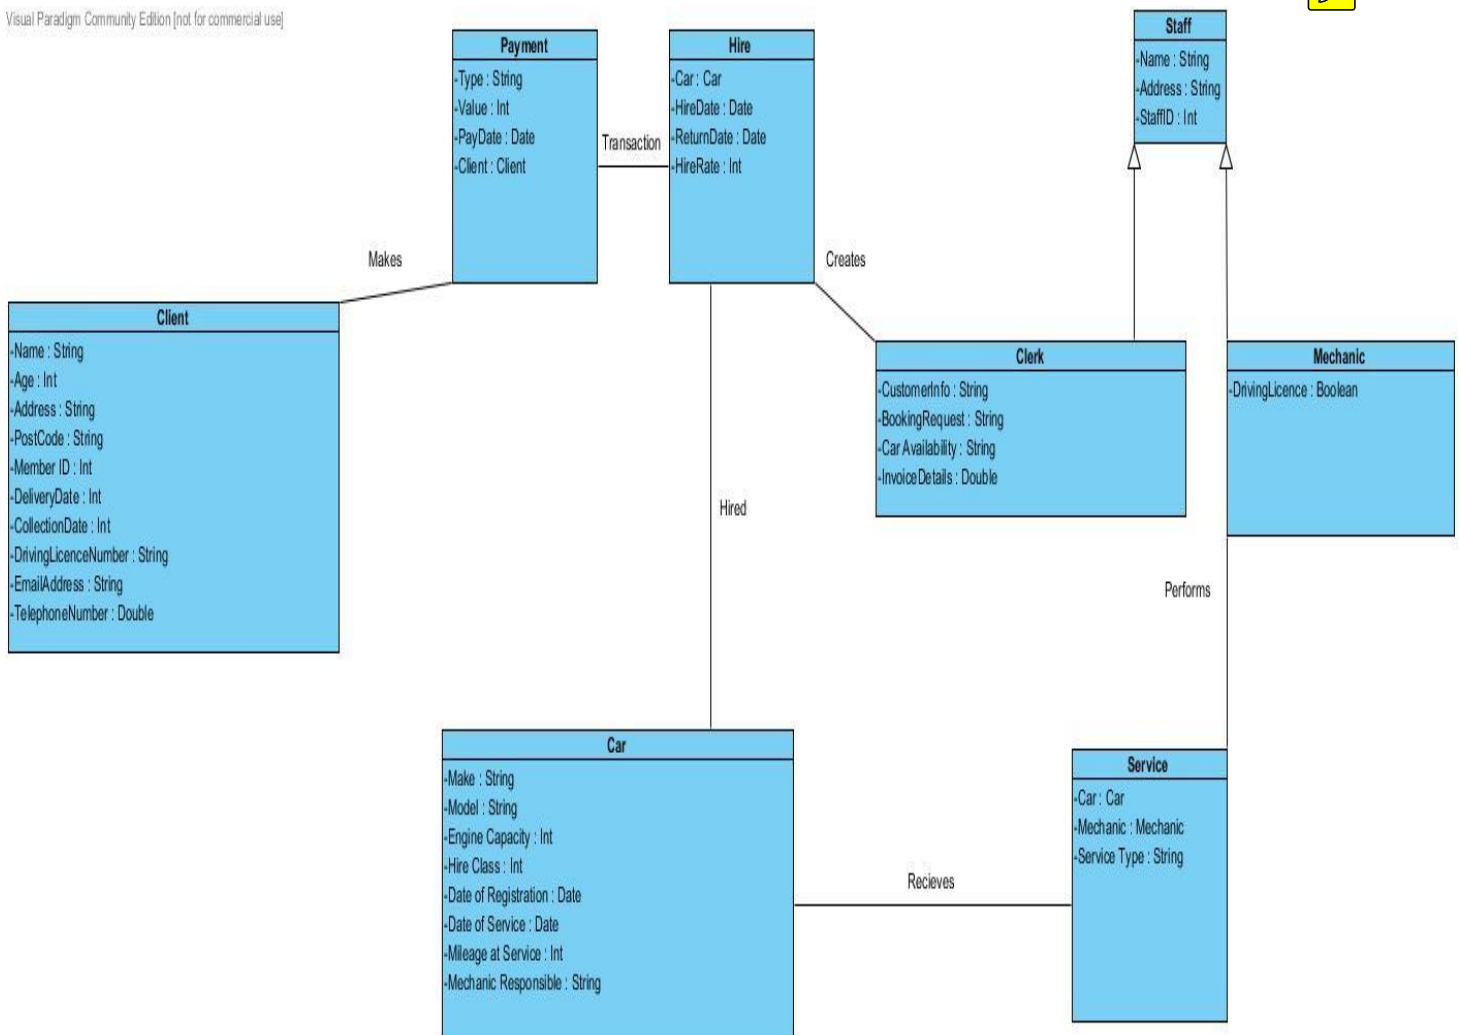 Visual Paradigm Community Edition [not for commercial use]
Payment
-Type : String
-Value : Int
-PayDate : Date
-Client : Client
Transaction
Hire
-Car : Car
-HireDate : Date
-ReturnDate : Date
-HireRate : Int
Staff
-Name : String
-Address : String
-StaffID : Int
Makes
Creates
Client
-Name : String
-Age : Int
-Address : String
-PostCode : String
-Member ID : Int
-DeliveryDate : Int
-CollectionDate : Int
-DrivingLicenceNumber : String
-EmailAddress : String
-TelephoneNumber : Double
Clerk
-CustomerInfo : String
-BookingRequest : String
-Car Availability : String
-InvoiceDetails : Double
Mechanic
-DrivingLicence : Boolean
Hired
Performs
Car
-Make : String
-Model : String
-Engine Capacity : Int
-Hire Class : Int
-Date of Registration : Date
-Date of Service : Date
-Mileage at Service : Int
-Mechanic Responsible : String
Recieves
Service
-Car : Car
-Mechanic : Mechanic
-Service Type : String